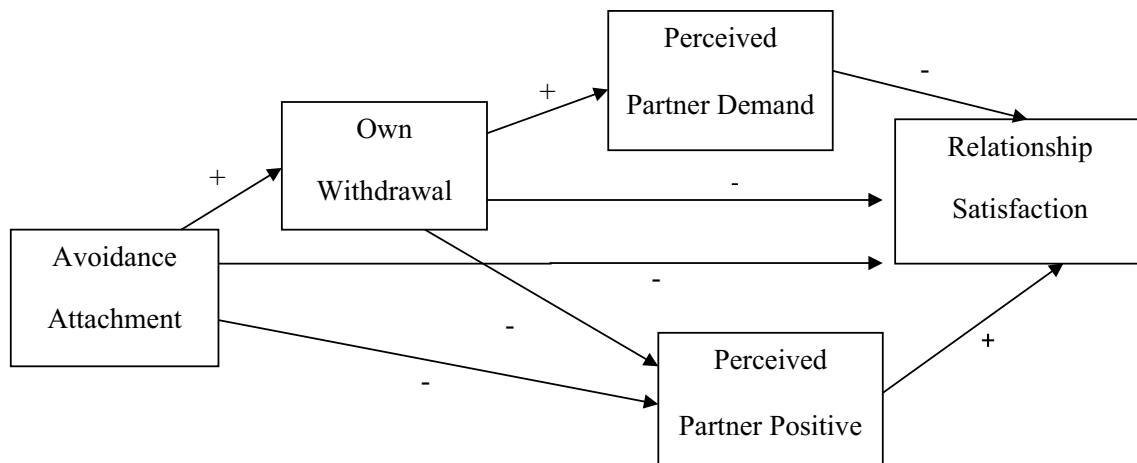 Perceived
Partner Demand
-
+
Own
Withdrawal
Relationship
Satisfaction
+
-
Avoidance
Attachment
-
-
-
+
Perceived
Partner Positive